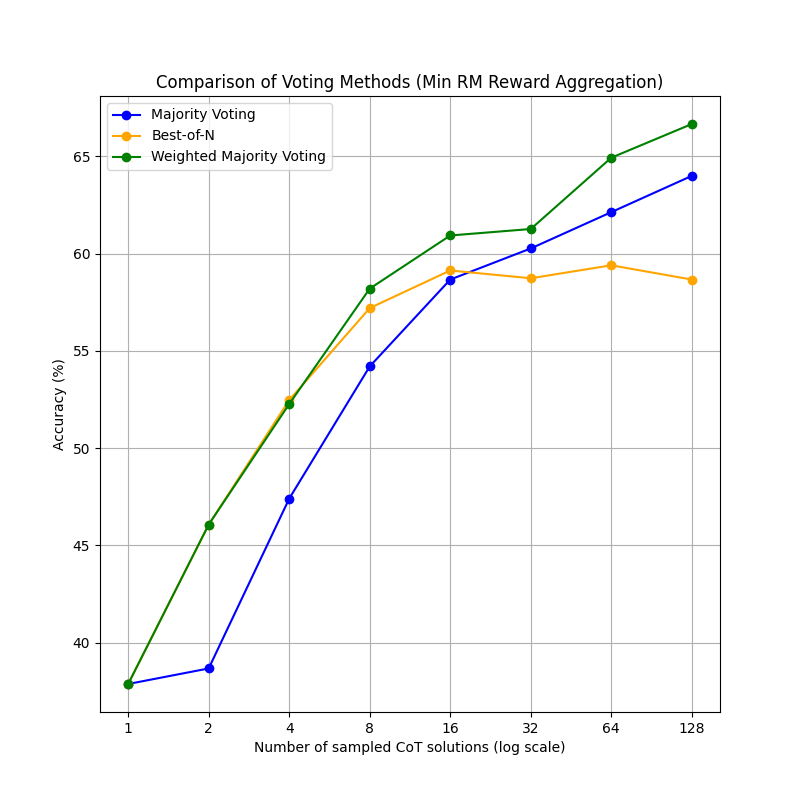 Comparison of Voting Methods (Min RM Reward Aggregation)
Majority Voting
Best-of-N
Weighted Majority Voting
Accuracy (%)
65
60
55
50
45
40
1 2 4 8 16 32 64 128
Number of sampled CoT solutions (log scale)